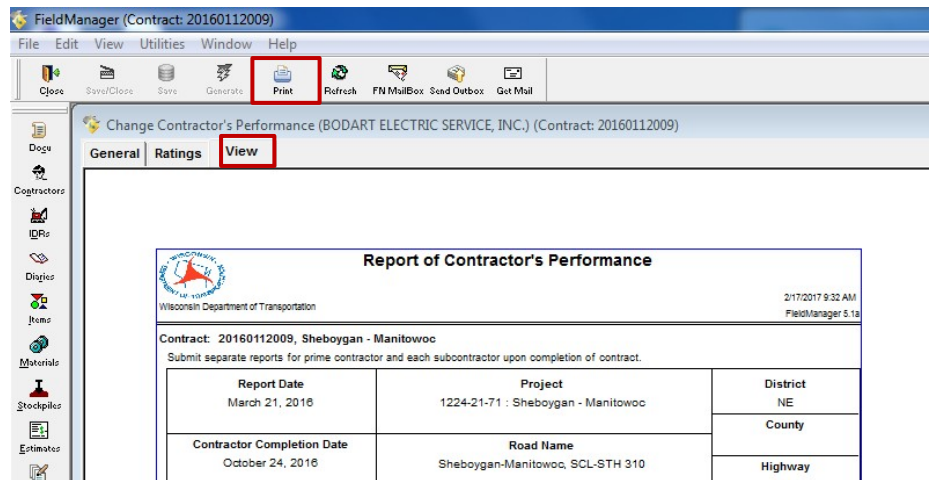 FieldManager (Contract: 20160112009)
File Edit View Utilities Window Help
Close Save/Close Save Generate Print Refresh FN MailBox Send Outbox Get Mail
Docu
Contractors
IDRs
Diaries
Items
Materials
Stockpiles
Estimates
Change Contractor's Performance (BODART ELECTRIC SERVICE, INC.) (Contract: 20160112009)
General Ratings View
Report of Contractor's Performance
Wisconsin Department of Transportation
2/17/2017 9:32 AM
FieldManager 5.1a
Contract: 20160112009, Sheboygan - Manitowoc
Submit separate reports for prime contractor and each subcontractor upon completion of contract.
Report Date Project District
March 21, 2016 1224-21-71 : Sheboygan - Manitowoc NE
County
Contractor Completion Date Road Name
October 24, 2016 Sheboygan-Manitowoc, SCL-STH 310 Highway